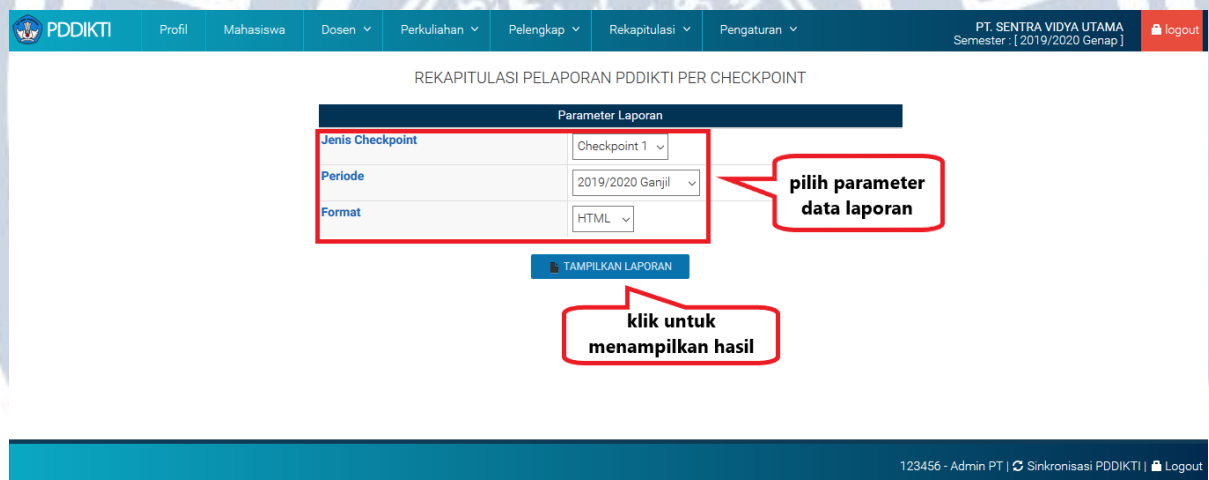 PDDIKTI Profil Mahasiswa Dosen Perkuliahan Pelengkap Rekapitulasi Pengaturan PT. SENTRA VIDYA UTAMA logout
Semester : [ 2019/2020 Genap ]
REKAPITULASI PELAPORAN PDDIKTI PER CHECKPOINT
Parameter Laporan
Jenis Checkpoint Checkpoint 1
Periode 2019/2020 Ganjil
Format HTML
pilih parameter
data laporan
TAMPILKAN LAPORAN
klik untuk
menampilkan hasil
123456 - Admin PT | Sinkronisasi PDDIKTI | Logout